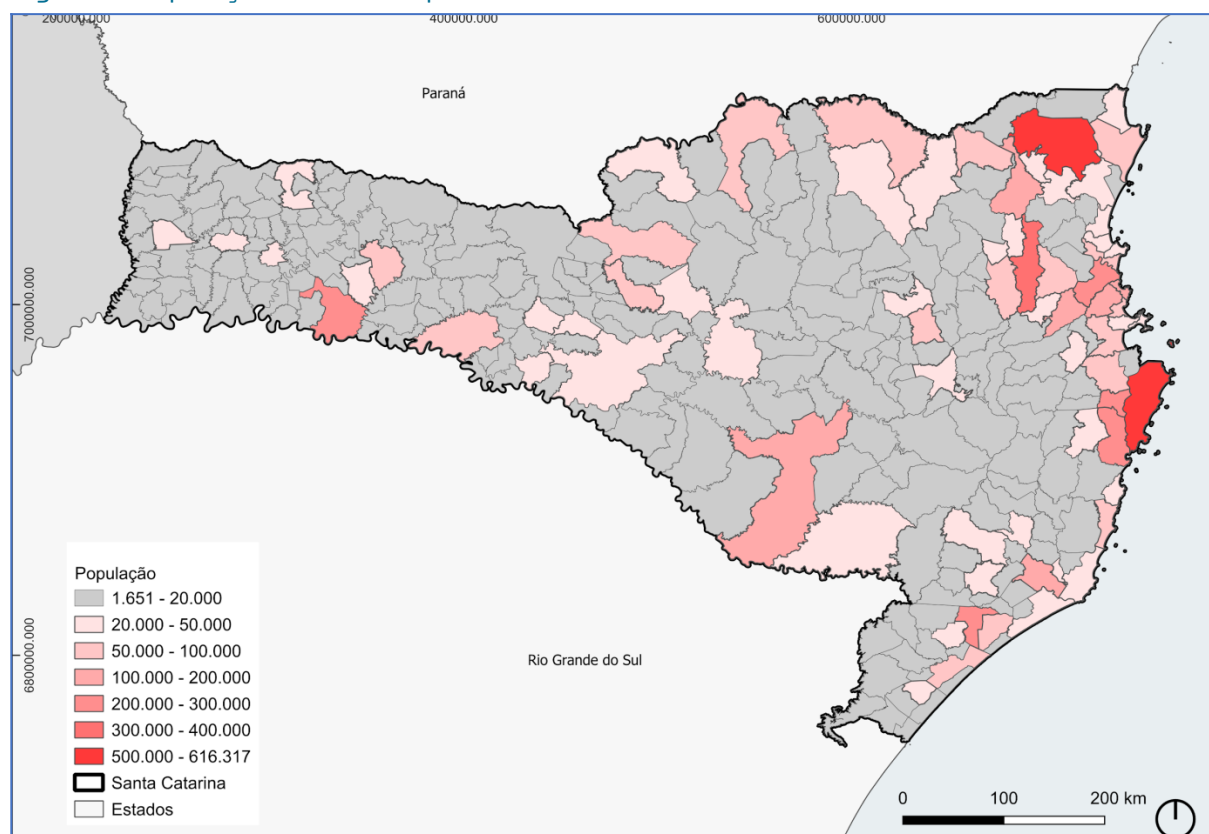 200000.000 400000.000 600000.000
Paraná
7000000.000
6800000.000
Rio Grande do Sul
População
1.651 - 20.000
20.000 - 50.000
50.000 - 100.000
100.000 - 200.000
200.000 - 300.000
300.000 - 400.000
500.000 - 616.317
Santa Catarina
Estados
0 100 200 km